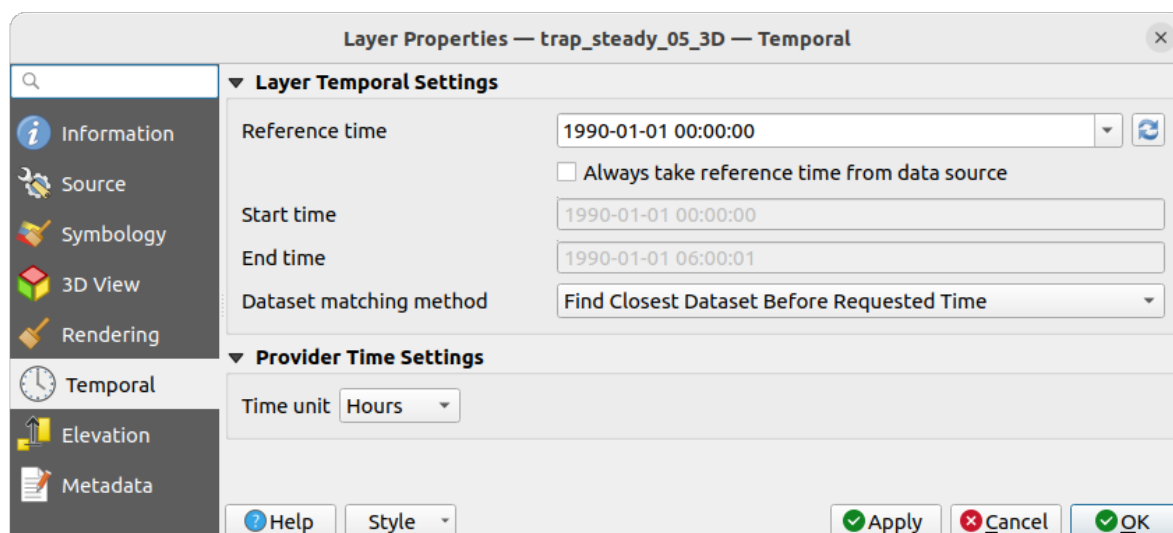 Layer Properties — trap_steady_05_3D — Temporal
Information
Source
Symbology
3D View
Rendering
Temporal
Elevation
Metadata
Layer Temporal Settings
Reference time 1990-01-01 00:00:00
Always take reference time from data source
Start time 1990-01-01 00:00:00
End time 1990-01-01 06:00:01
Dataset matching method Find Closest Dataset Before Requested Time
Provider Time Settings
Time unit Hours
Help Style Apply Cancel OK